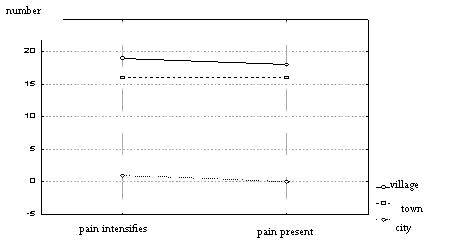 number
20
15
10
5
0
-5
pain intensifies
pain present
village
town
city